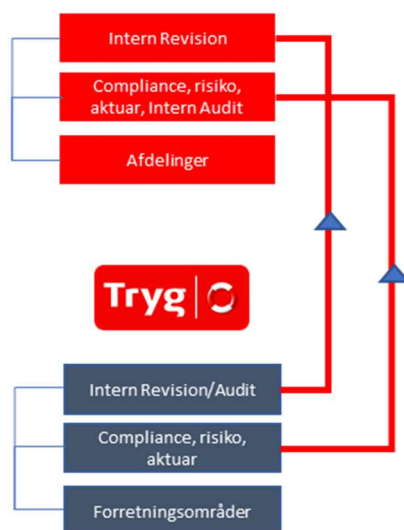 Intern Revision
Compliance, risiko,
aktuar, Intern Audit
Afdelinger
Tryg
Intern Revision/Audit
Compliance, risiko,
aktuar
Forretningsområder